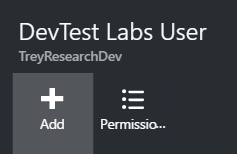 DevTest Labs User
TreyResearchDev
Add Permissio...